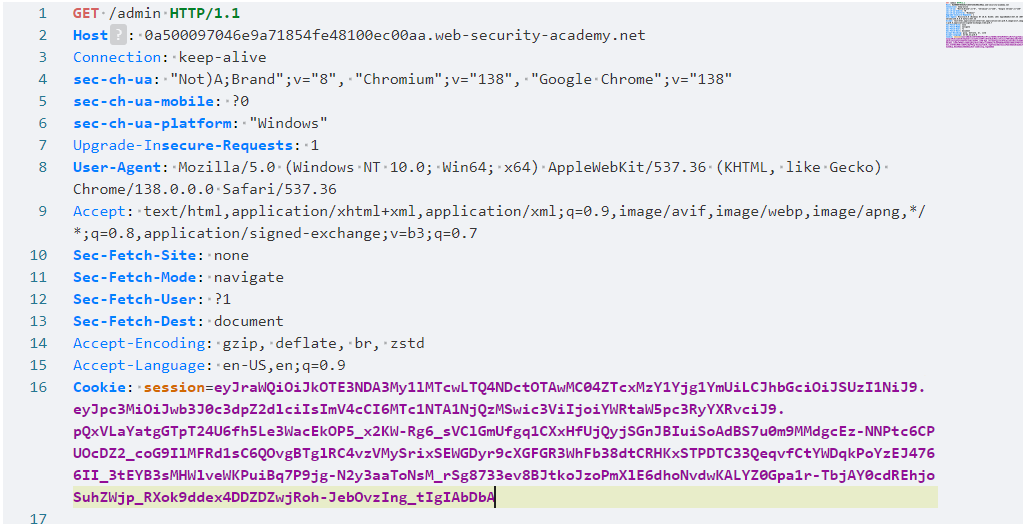 1 GET /admin HTTP/1.1
2 Host ? : 0a500097046e9a71854fe48100ec00aa.web-security-academy.net
3 Connection: keep-alive
4 sec-ch-ua: "Not)A;Brand";v="8", "Chromium";v="138", "Google Chrome";v="138"
5 sec-ch-ua-mobile: ?0
6 sec-ch-ua-platform: "Windows"
7 Upgrade-Insecure-Requests: 1
8 User-Agent: Mozilla/5.0 (Windows NT 10.0; Win64; x64) AppleWebKit/537.36 (KHTML, like Gecko)
Chrome/138.0.0.0 Safari/537.36
9 Accept: text/html,application/xhtml+xml,application/xml;q=0.9,image/avif,image/webp,image/apng,*/
*;q=0.8,application/signed-exchange;v=b3;q=0.7
10 Sec-Fetch-Site: none
11 Sec-Fetch-Mode: navigate
12 Sec-Fetch-User: ?1
13 Sec-Fetch-Dest: document
14 Accept-Encoding: gzip, deflate, br, zstd
15 Accept-Language: en-US,en;q=0.9
16 Cookie: session=eyJraWQiOiJkOTE3NDA3My1lMTcwLTQ4NDctOTAwMC04ZTcxMzY1Yjg1YmUiLCJhbGciOiJSUzI1NiJ9.
eyJpc3MiOiJwb3J0c3dpZ2dlciIsImV4cCI6MTc1NTA1NjQzMSwic3ViIjoiYWRtaW5pc3RyYXRvciJ9.
pQxVLaYatgGTpT24U6fh5Le3WacEkOP5_x2KW-Rg6_sVClGmUfgq1CXxHfUjQyjSGnJBIuiSoAdBS7u0m9MMdgcEz-NNPtc6CP
UOcDZ2_coG9IlMFRd1sC6QOvgBTglRC4vzVMySrixSEWGDyr9cXGFGR3WhFb38dtCRHKxSTPDTC33QeqvfCtYWDqkPoYzEJ476
6II_3tEYB3sMHWlveWKPuiBq7P9jg-N2y3aaToNsM_rSg8733ev8BJtkoJzoPmXlE6dhoNvdwKALYZ0Gpalr-TbjAY0cdREhjo
SuhZWjp_RXok9ddex4DDZDZwjRoh-JebOvzIng_tIgIAbDbA
17